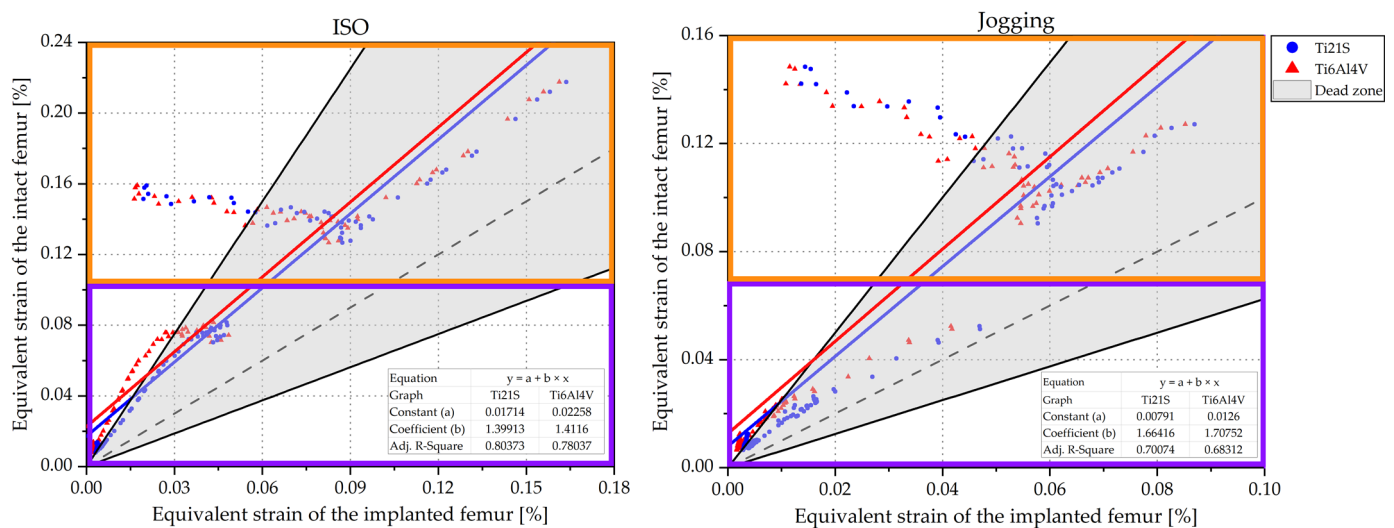 ISO
Equivalent strain of the intact femur [%]
0.24
0.20
0.16
0.12
0.08
0.04
0.00
0.00 0.03 0.06 0.09 0.12 0.15 0.18
Equivalent strain of the implanted femur [%]
Equation y = a + b × x
Graph Ti21S Ti6Al4V
Constant (a) 0.01714 0.02258
Coefficient (b) 1.39913 1.4116
Adj. R-Square 0.80373 0.78037
Jogging
Equivalent strain of the intact femur [%]
0.16
0.12
0.08
0.04
0.00
0.00 0.02 0.04 0.06 0.08 0.10
Equivalent strain of the implanted femur [%]
Equation y = a + b × x
Graph Ti21S Ti6Al4V
Constant (a) 0.00791 0.0126
Coefficient (b) 1.66416 1.70752
Adj. R-Square 0.70074 0.68312
Ti21S
Ti6Al4V
Dead zone